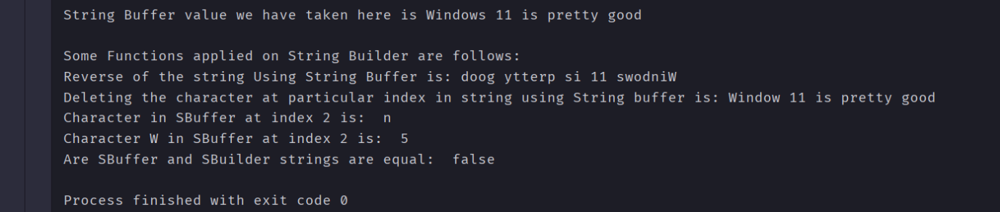 String Buffer value we have taken here is Windows 11 is pretty good
Some Functions applied on String Builder are follows:
Reverse of the string Using String Buffer is: doog ytterp si 11 swodniW
Deleting the character at particular index in string using String buffer is: Window 11 is pretty good
Character in SBuffer at index 2 is:  n
Character W in SBuffer at index 2 is:  5
Are SBuffer and SBuilder strings are equal:  false
Process finished with exit code 0